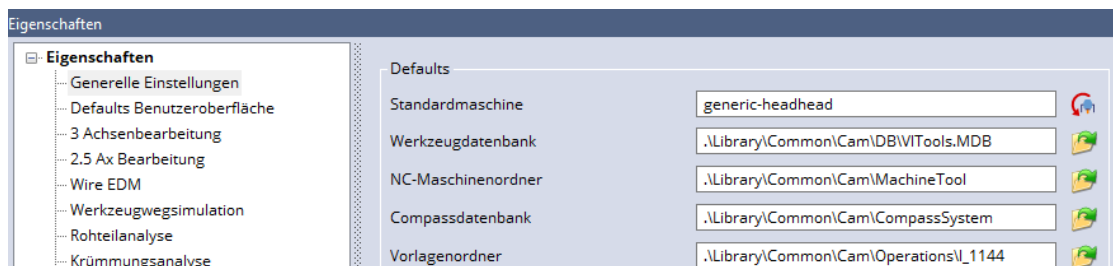 Eigenschaften
Eigenschaften
Generelle Einstellungen
Defaults Benutzeroberfläche
3 Achsenbearbeitung
2.5 Ax Bearbeitung
Wire EDM
Werkzeugwegsimulation
Rohteilanalyse
Krümmungsanalyse
Defaults
Standardmaschine generic-headhead
Werkzeugdatenbank .\Library\Common\Cam\DB\VITools.MDB
NC-Maschinenordner .\Library\Common\Cam\MachineTool
Compassdatenbank .\Library\Common\Cam\CompassSystem
Vorlagenordner .\Library\Common\Cam\Operations\I_1144